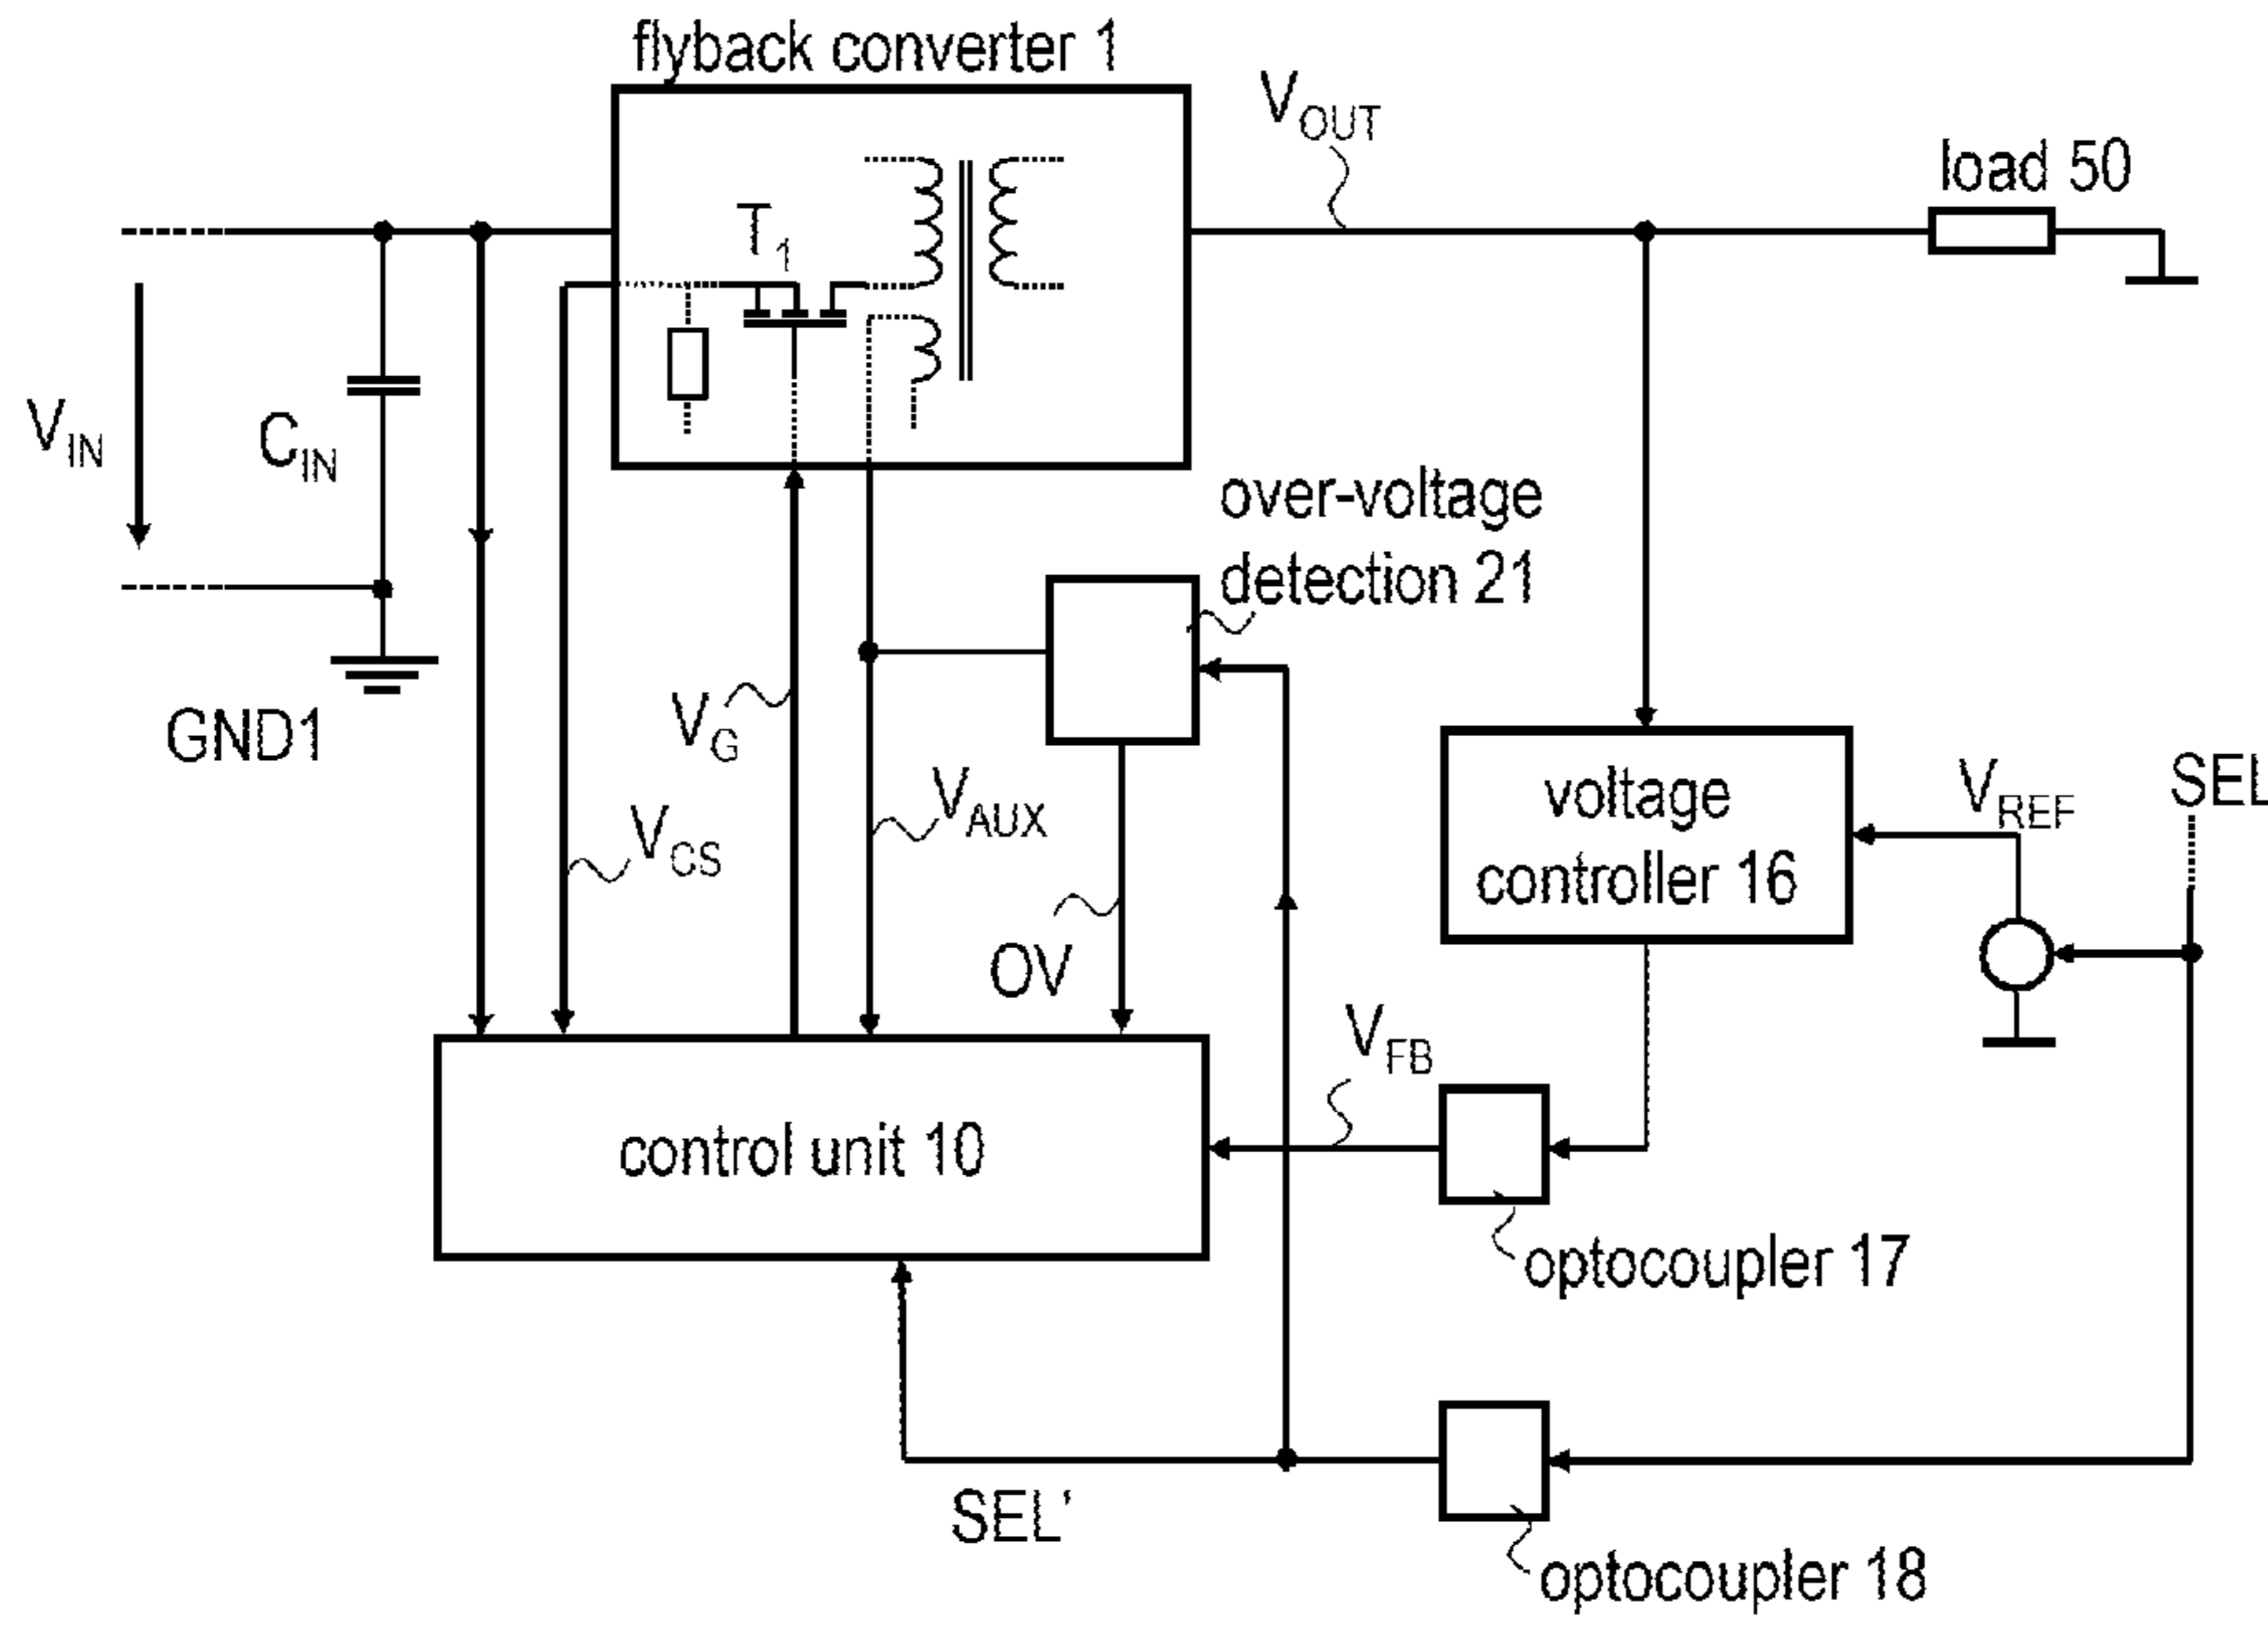 flyback converter 1
V_OUT
load 50
T_1
V_IN
C_IN
over-voltage
detection 21
GND1
V_G
V_AUX
V_CS
OV
voltage
controller 16
V_REF
SEL
V_FB
control unit 10
optocoupler 17
SEL'
optocoupler 18